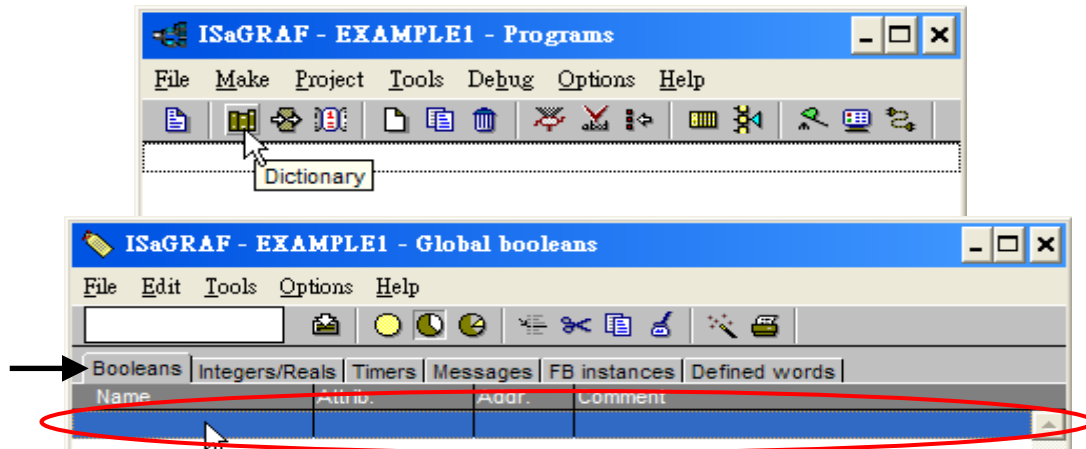 ISaGRAF - EXAMPLE1 - Programs
File Make Project Tools Debug Options Help
Dictionary
ISaGRAF - EXAMPLE1 - Global booleans
File Edit Tools Options Help
Booleans Integers/Reals Timers Messages FB instances Defined words
Name Attrib. Addr. Comment